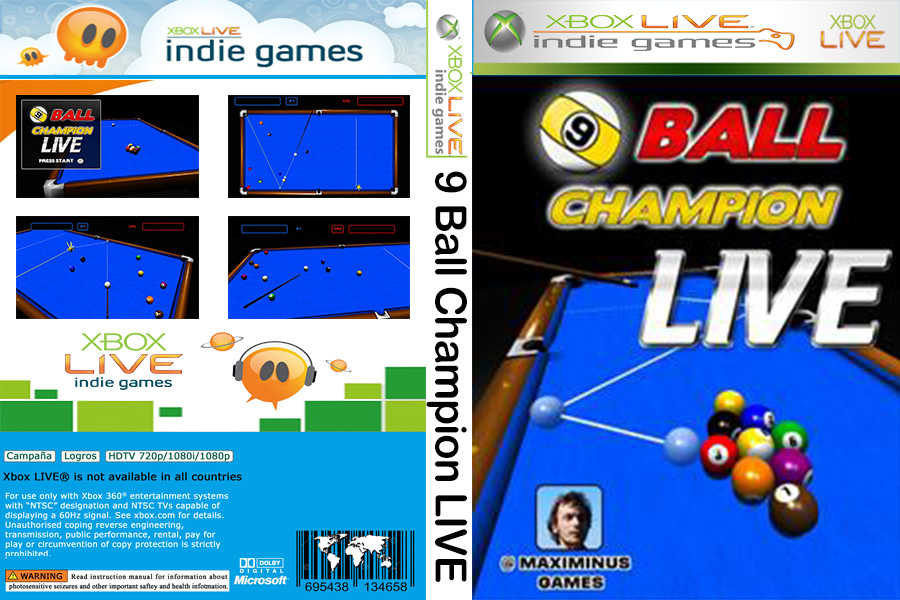 XBOX LIVE
indie games
9
BALL
CHAMPION
LIVE
PRESS START
XBOX
LIVE
indie games
Campaña Logros HDTV 720p/1080i/1080p
Xbox LIVE® is not available in all countries
For use only with Xbox 360® entertainment systems
with “NTSC” designation and NTSC TVs capable of
displaying a 60Hz signal. See xbox.com for details.
Unauthorised coping reverse engineering,
transmission, public performance, rental, pay for
play or circumvention of copy protection is strictly
prohibited.
WARNING Read instruction manual for information about
photosensitive seizures and other important saftey and health infotmation.
DOLBY
DIGITAL
Microsoft
695438 134658
XBOX LIVE
indie games
9 Ball Champion LIVE
XBOX LIVE
indie games
XBOX
LIVE
9
BALL
CHAMPION
LIVE
@ MAXIMINUS
GAMES